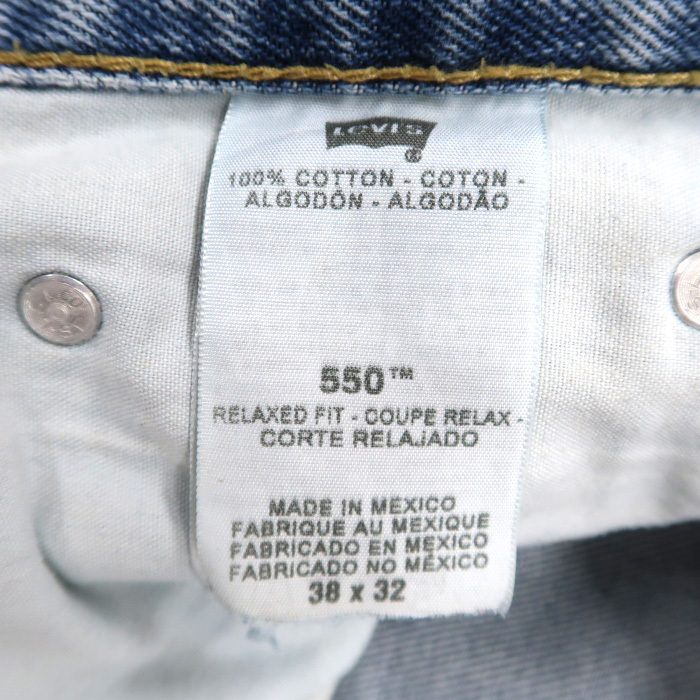 Levi's
®
100% COTTON - COTON -
ALGODÓN - ALGODÃO
550™
RELAXED FIT - COUPE RELAX -
CORTE RELAJADO
MADE IN MEXICO
FABRIQUE AU MEXIQUE
FABRICADO EN MÉXICO
FABRICADO NO MÉXICO
38 x 32